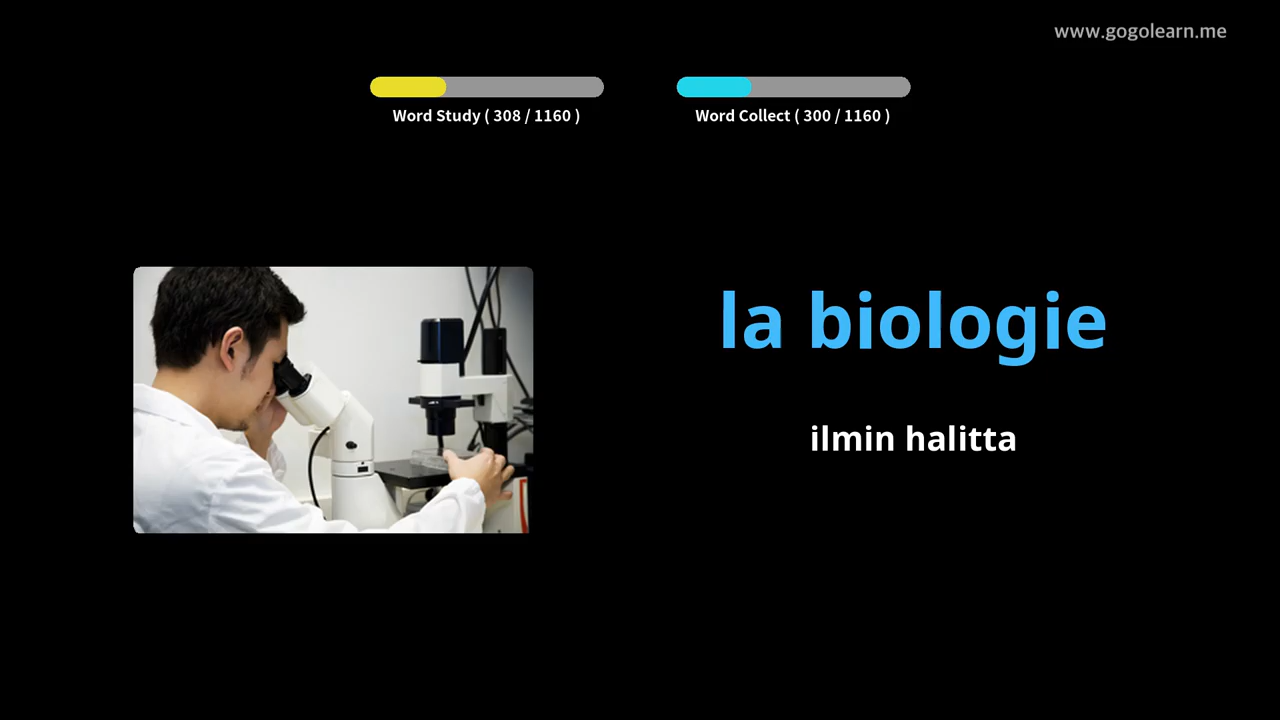 www.gogolearn.me
Word Study ( 308 / 1160 )
Word Collect ( 300 / 1160 )
la biologie
ilmin halitta